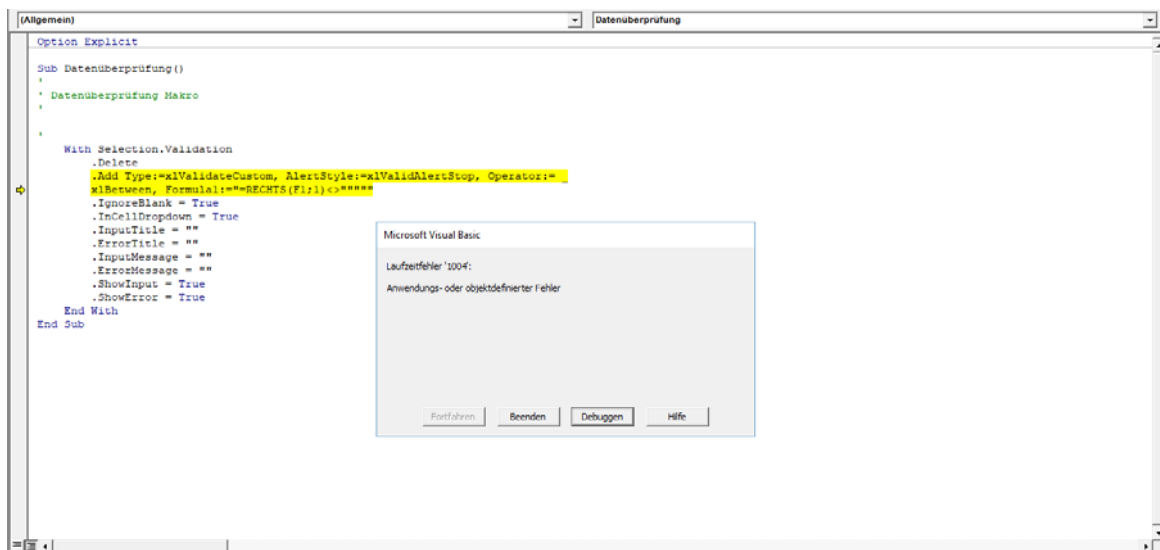 (Allgemein)
Datenüberprüfung
Option Explicit
Sub Datenüberprüfung()
'
' Datenüberprüfung Makro
'
'
With Selection.Validation
.Delete
.Add Type:=xlValidateCustom, AlertStyle:=xlValidAlertStop, Operator:= _
xlBetween, Formula1:="=RECHTS(F1;1)<>"""""
.IgnoreBlank = True
.InCellDropdown = True
.InputTitle = ""
.ErrorTitle = ""
.InputMessage = ""
.ErrorMessage = ""
.ShowInput = True
.ShowError = True
End With
End Sub
Microsoft Visual Basic
Laufzeitfehler '1004':
Anwendungs- oder objektdefinierter Fehler
Fortfahren
Beenden
Debuggen
Hilfe